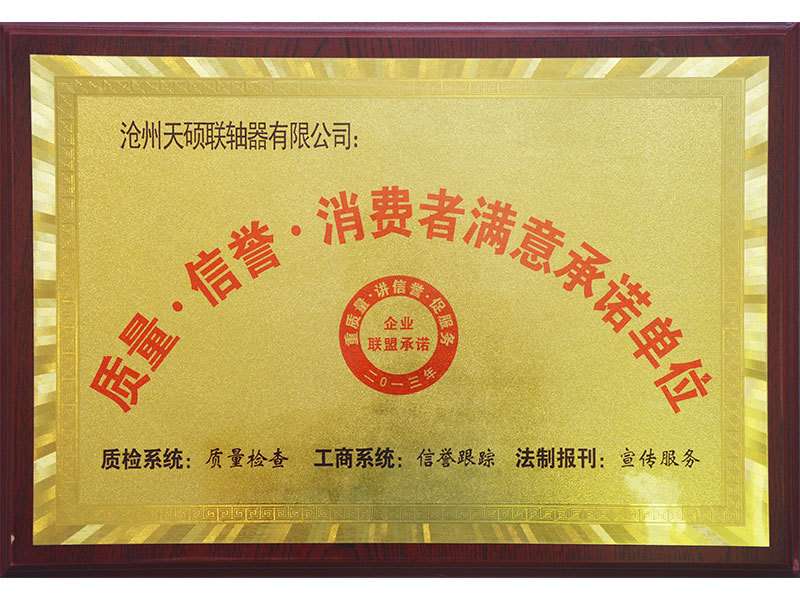 沧州天硕联轴器有限公司:
质量·信誉·消费者满意承诺单位
重质量·讲信誉·促服务
企业
联盟承诺
二0一三年
质检系统：质量检查 工商系统：信誉跟踪 法制报刊：宣传服务